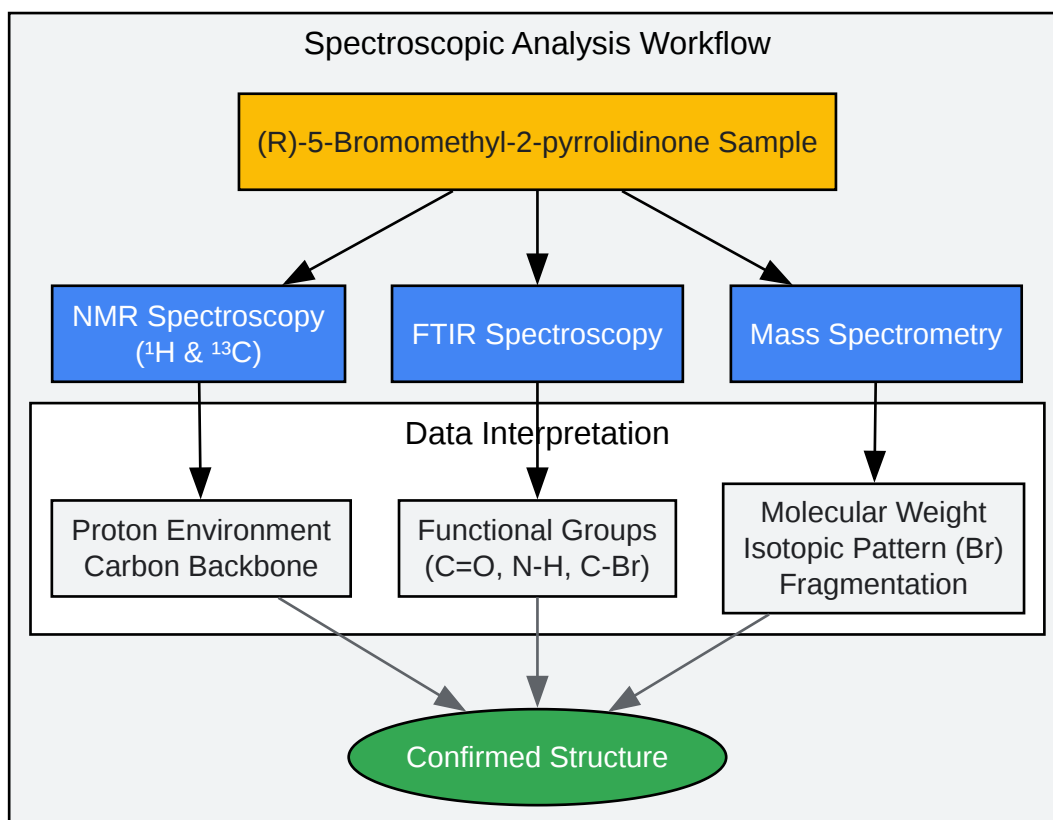 Spectroscopic Analysis Workflow
(R)-5-Bromomethyl-2-pyrrolidinone Sample
NMR Spectroscopy
(¹H & ¹³C)
FTIR Spectroscopy
Mass Spectrometry
Data Interpretation
Proton Environment
Carbon Backbone
Functional Groups
(C=O, N-H, C-Br)
Molecular Weight
Isotopic Pattern (Br)
Fragmentation
Confirmed Structure